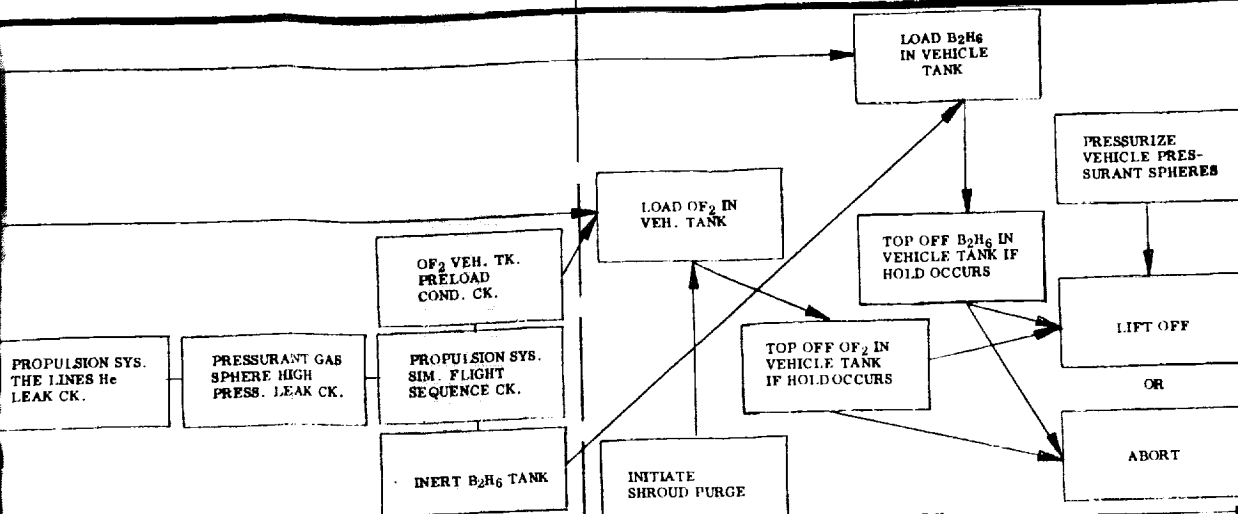 LOAD B₂H₆
IN VEHICLE
TANK
PRESSURIZE
VEHICLE PRES-
SURANT SPHERES
LOAD OF₂ IN
VEH. TANK
TOP OFF B₂H₆ IN
VEHICLE TANK IF
HOLD OCCURS
OF₂ VEH. TK.
PRELOAD
COND. CK.
LIFT OFF
PROPULSION SYS.
THE LINES He
LEAK CK.
PRESSURANT GAS
SPHERE HIGH
PRESS. LEAK CK.
PROPULSION SYS.
SIM. FLIGHT
SEQUENCE CK.
TOP OFF OF₂ IN
VEHICLE TANK
IF HOLD OCCURS
OR
ABORT
INERT B₂H₆ TANK
INITIATE
SHROUD PURGE